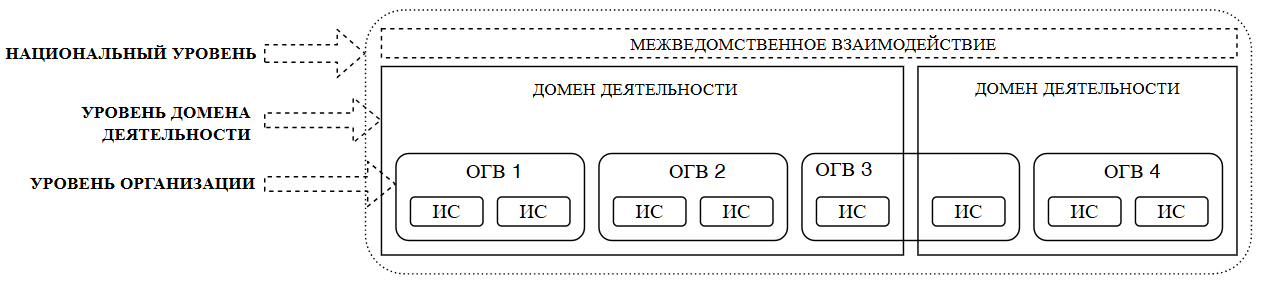 НАЦИОНАЛЬНЫЙ УРОВЕНЬ
МЕЖВЕДОМСТВЕННОЕ ВЗАИМОДЕЙСТВИЕ
ДОМЕН ДЕЯТЕЛЬНОСТИ
ДОМЕН ДЕЯТЕЛЬНОСТИ
УРОВЕНЬ ДОМЕНА
ДЕЯТЕЛЬНОСТИ
УРОВЕНЬ ОРГАНИЗАЦИИ
ОГВ 1
ОГВ 2
ОГВ 3
ОГВ 4
ИС
ИС
ИС
ИС
ИС
ИС
ИС
ИС